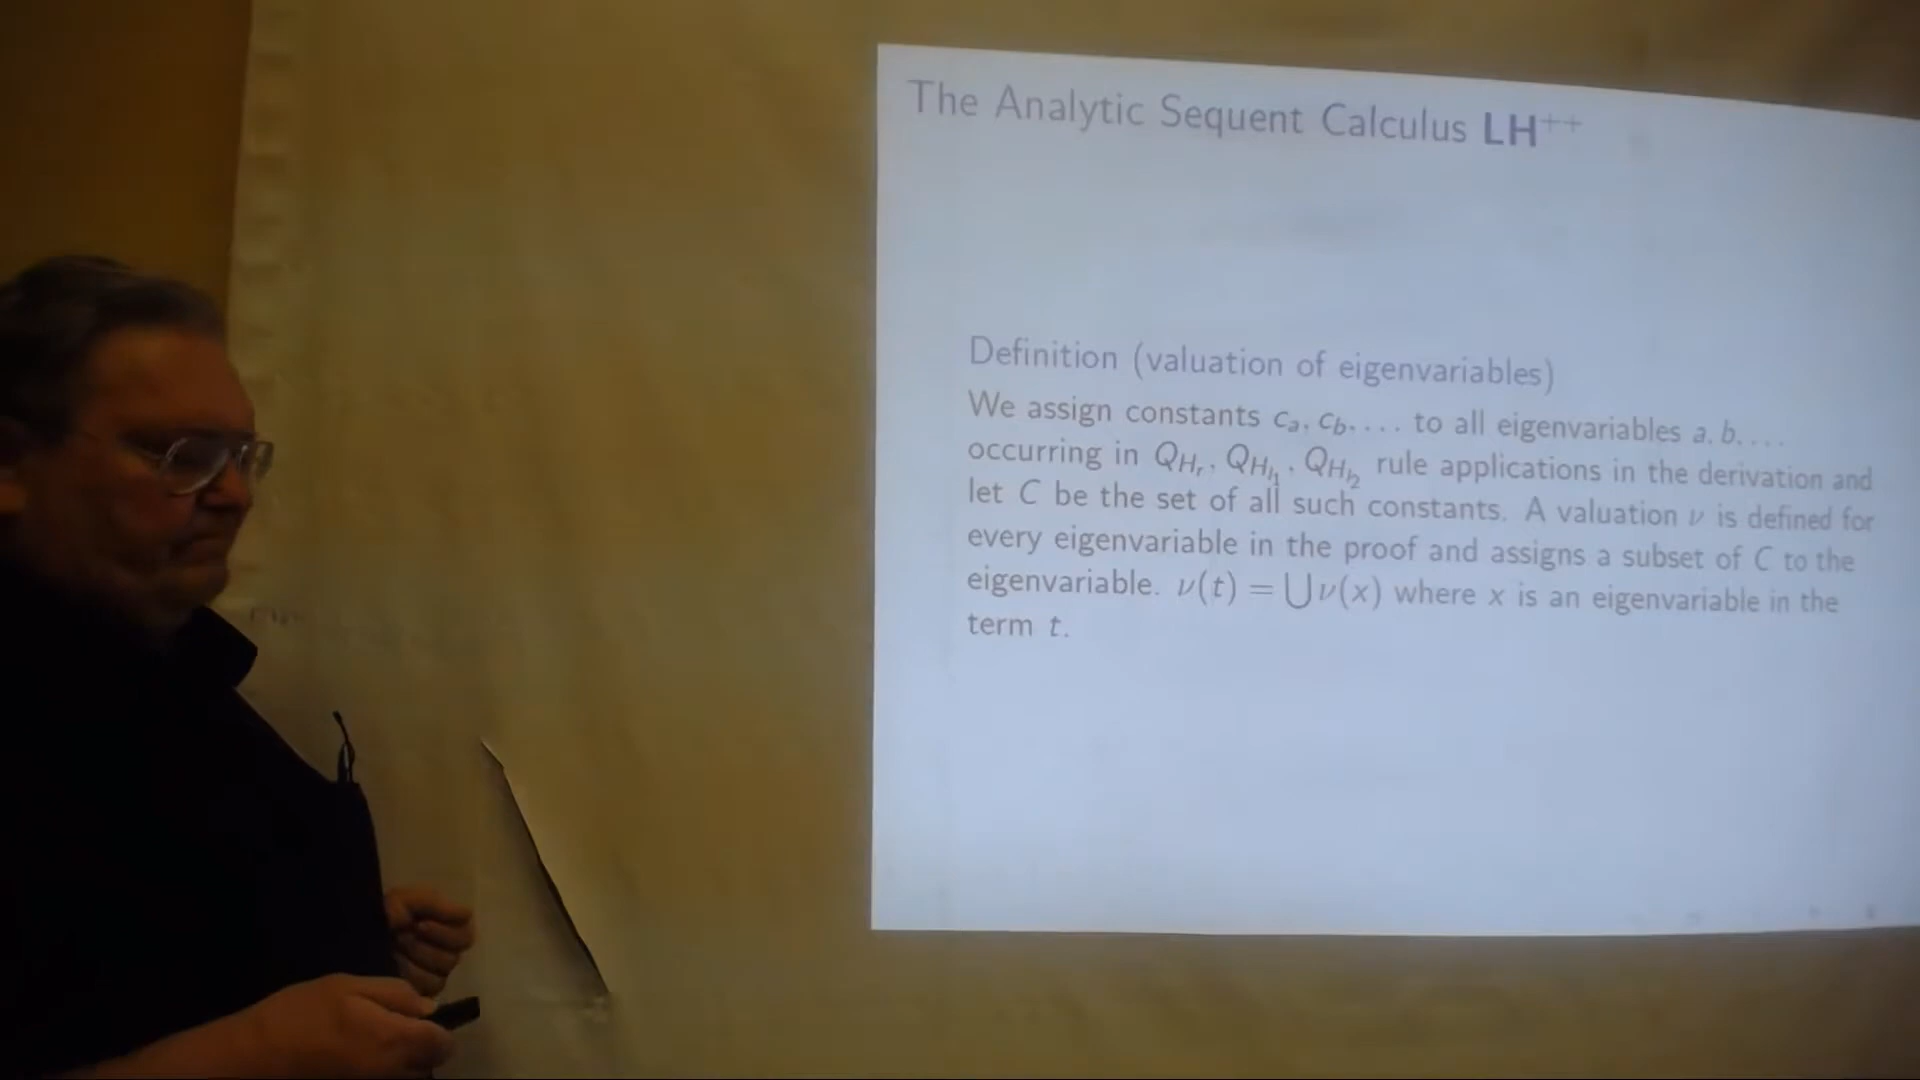 The Analytic Sequent Calculus LH⁺⁺
Definition (valuation of eigenvariables)
We assign constants c_a, c_b, . . . to all eigenvariables a, b, . . .
occurring in Q_{H_r}, Q_{H_{l_1}}, Q_{H_{l_2}} rule applications in the derivation and
let C be the set of all such constants. A valuation ν is defined for
every eigenvariable in the proof and assigns a subset of C to the
eigenvariable. ν(t) = ⋃ν(x) where x is an eigenvariable in the
term t.